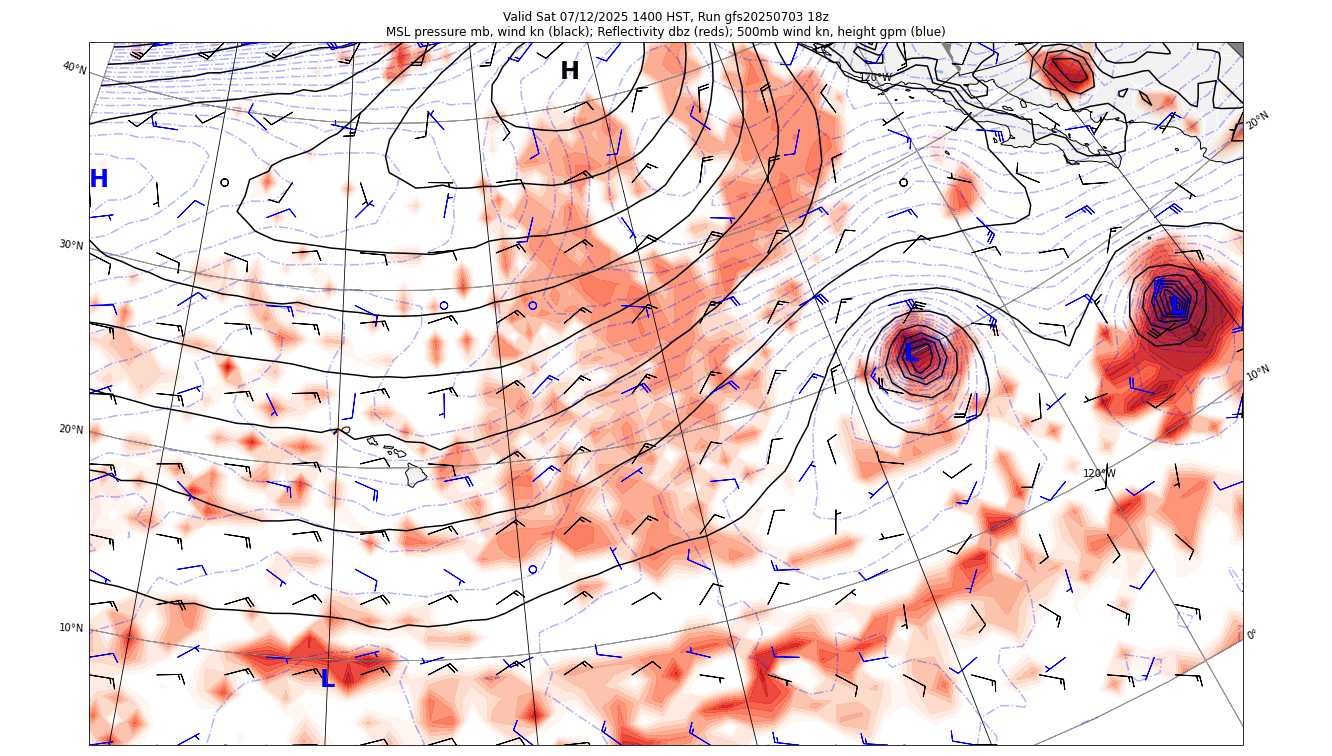 Valid Sat 07/12/2025 1400 HST, Run gfs20250703 18z
MSL pressure mb, wind kn (black); Reflectivity dbz (reds); 500mb wind kn, height gpm (blue)
40°N
H
120°W
20°N
H
30°N
L
L
10°N
20°N
120°W
10°N
0°
L